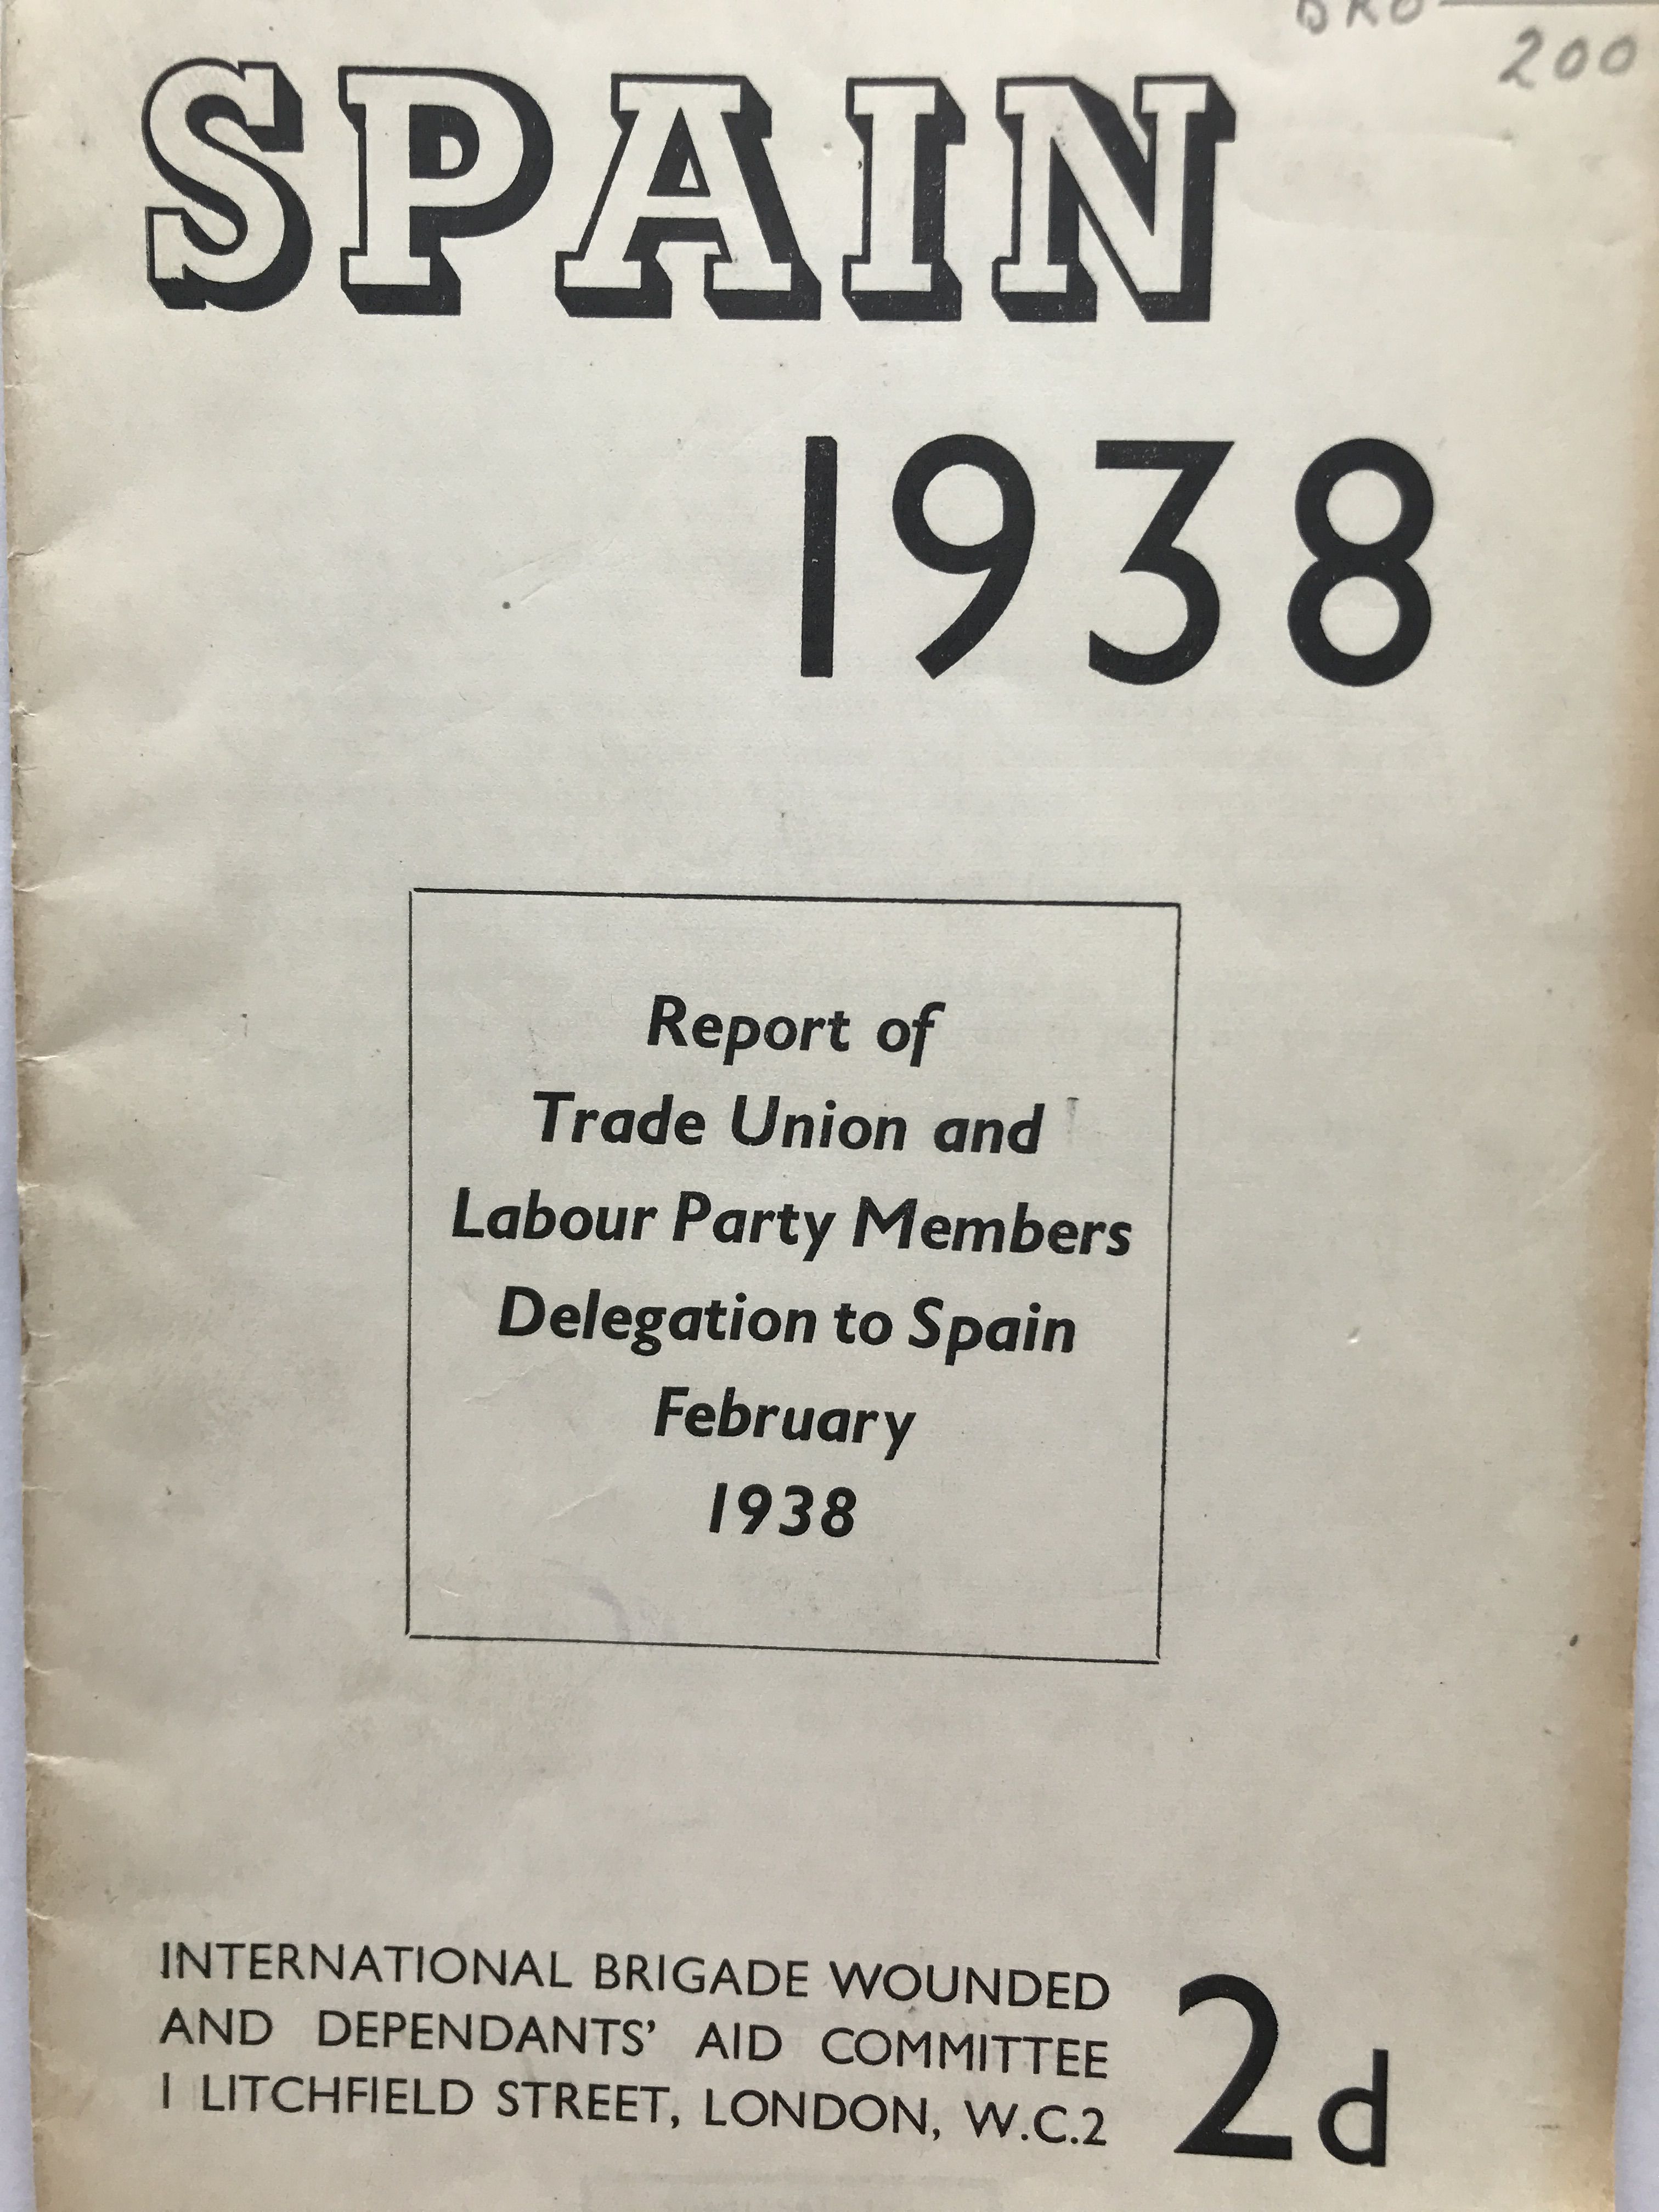 BRO
200
SPAIN
1938
Report of
Trade Union and
Labour Party Members
Delegation to Spain
February
1938
INTERNATIONAL BRIGADE WOUNDED
AND DEPENDANTS’ AID COMMITTEE
1 LITCHFIELD STREET, LONDON, W.C.2
2d